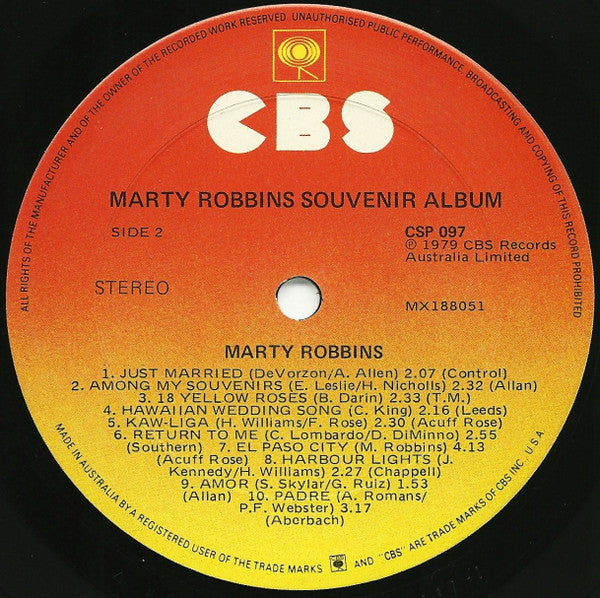 ALL RIGHTS OF THE MANUFACTURER AND OF THE OWNER OF THE RECORDED WORK RESERVED. UNAUTHORISED PUBLIC PERFORMANCE, BROADCASTING AND COPYING OF THIS RECORD PROHIBITED
CBS
MARTY ROBBINS SOUVENIR ALBUM
SIDE 2
CSP 097
℗ 1979 CBS Records
Australia Limited
STEREO
MX188051
MARTY ROBBINS
1. JUST MARRIED (DeVorzon/A. Allen) 2.07 (Control)
2. AMONG MY SOUVENIRS (E. Leslie/H. Nicholls) 2.32 (Allan)
3. 18 YELLOW ROSES (B. Darin) 2.33 (T.M.)
4. HAWAIIAN WEDDING SONG (C. King) 2.16 (Leeds)
5. KAW-LIGA (H. Williams/F. Rose) 2.30 (Acuff Rose)
6. RETURN TO ME (C. Lombardo/D. DiMinno) 2.55
(Southern) 7. EL PASO CITY (M. Robbins) 4.13
(Acuff Rose) 8. HARBOUR LIGHTS (J.
Kennedy/H. Williams) 2.27 (Chappell)
9. AMOR (S. Skylar/G. Ruiz) 1.53
(Allan) 10. PADRE (A. Romans/
P.F. Webster) 3.17
(Aberbach)
MADE IN AUSTRALIA BY A REGISTERED USER OF THE TRADE MARKS AND "CBS" ARE TRADE MARKS OF CBS INC., U.S.A.